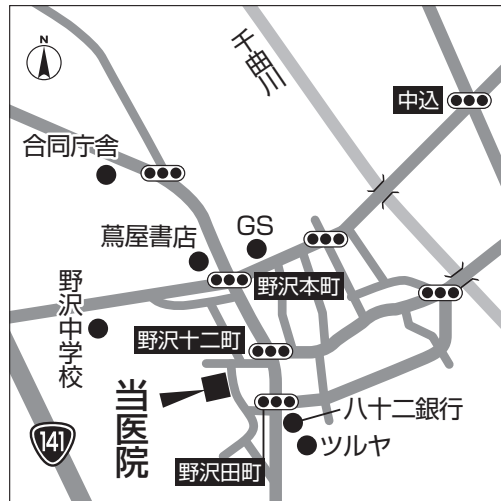 N
千曲川
中込
合同庁舎
蔦屋書店
GS
野沢本町
野沢中学校
野沢十二町
当医院
八十二銀行
141
ツルヤ
野沢田町